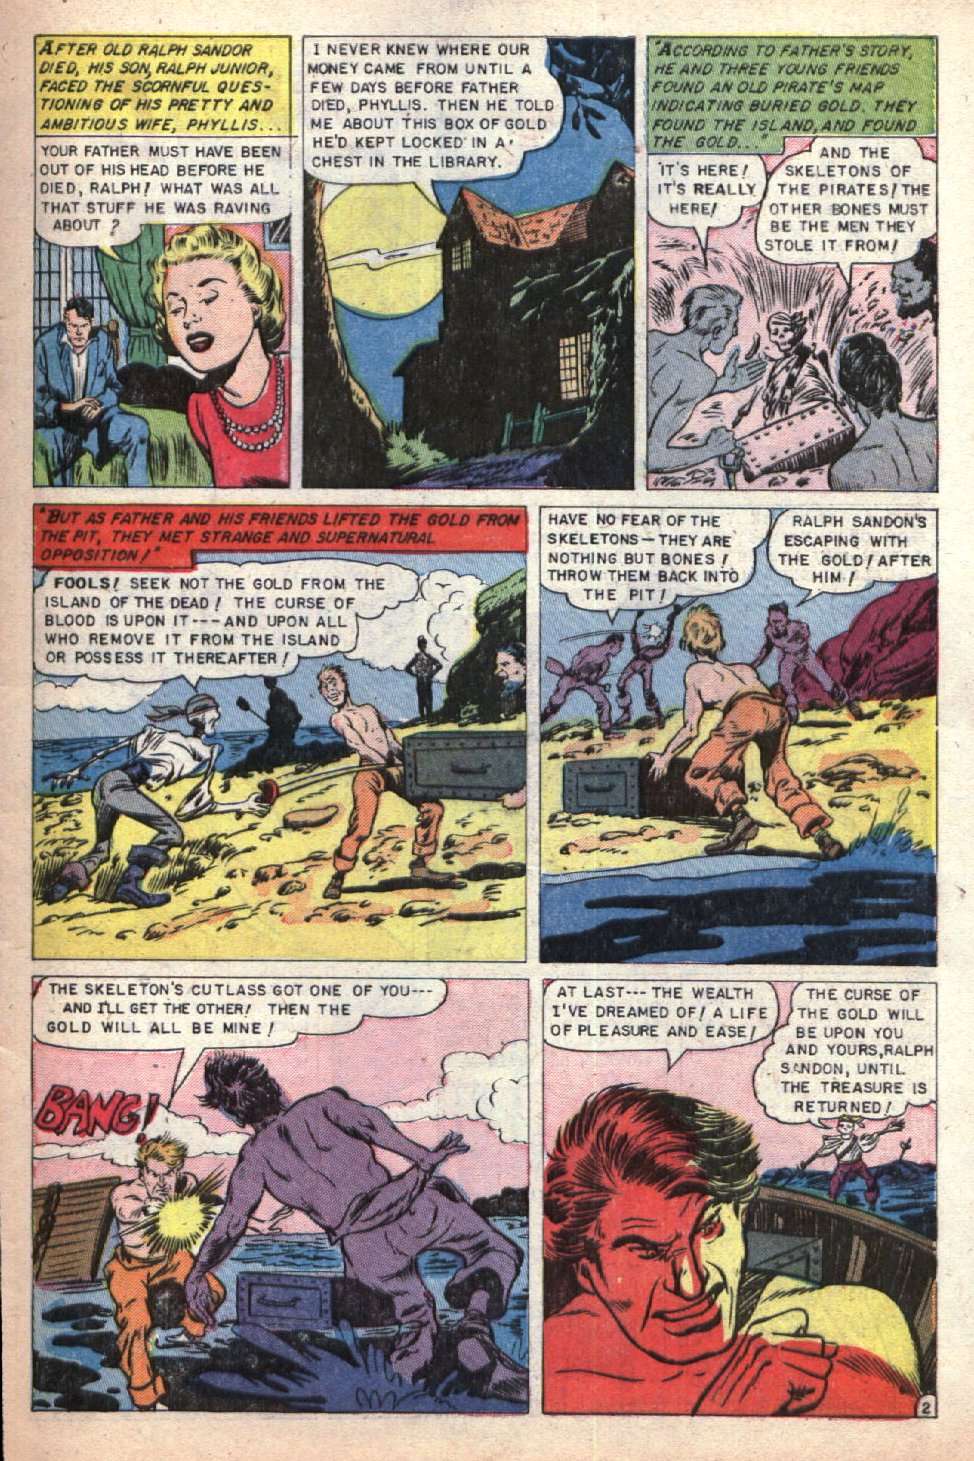 AFTER OLD RALPH SANDOR
DIED, HIS SON, RALPH JUNIOR,
FACED THE SCORNFUL QUES-
TIONING OF HIS PRETTY AND
AMBITIOUS WIFE, PHYLLIS...
YOUR FATHER MUST HAVE BEEN
OUT OF HIS HEAD BEFORE HE
DIED, RALPH! WHAT WAS ALL
THAT STUFF HE WAS RAVING
ABOUT?
I NEVER KNEW WHERE OUR
MONEY CAME FROM UNTIL A
FEW DAYS BEFORE FATHER
DIED, PHYLLIS. THEN HE TOLD
ME ABOUT THIS BOX OF GOLD
HE'D KEPT LOCKED IN A
CHEST IN THE LIBRARY.
"ACCORDING TO FATHER'S STORY,
HE AND THREE YOUNG FRIENDS
FOUND AN OLD PIRATE'S MAP
INDICATING BURIED GOLD. THEY
FOUND THE ISLAND, AND FOUND
THE GOLD..."
IT'S HERE!
IT'S REALLY
HERE!
AND THE
SKELETONS OF
THE PIRATES! THE
OTHER BONES MUST
BE THE MEN THEY
STOLE IT FROM!
"BUT AS FATHER AND HIS FRIENDS LIFTED THE GOLD FROM
THE PIT, THEY MET STRANGE AND SUPERNATURAL
OPPOSITION!"
FOOLS! SEEK NOT THE GOLD FROM THE
ISLAND OF THE DEAD! THE CURSE OF
BLOOD IS UPON IT---AND UPON ALL
WHO REMOVE IT FROM THE ISLAND
OR POSSESS IT THEREAFTER!
HAVE NO FEAR OF THE
SKELETONS--THEY ARE
NOTHING BUT BONES!
THROW THEM BACK INTO
THE PIT!
RALPH SANDON'S
ESCAPING WITH
THE GOLD! AFTER
HIM!
THE SKELETON'S CUTLASS GOT ONE OF YOU---
AND I'LL GET THE OTHER! THEN THE
GOLD WILL ALL BE MINE!
BANG!
AT LAST---THE WEALTH
I'VE DREAMED OF! A LIFE
OF PLEASURE AND EASE!
THE CURSE OF
THE GOLD WILL
BE UPON YOU
AND YOURS, RALPH
SANDON, UNTIL
THE TREASURE IS
RETURNED!
2